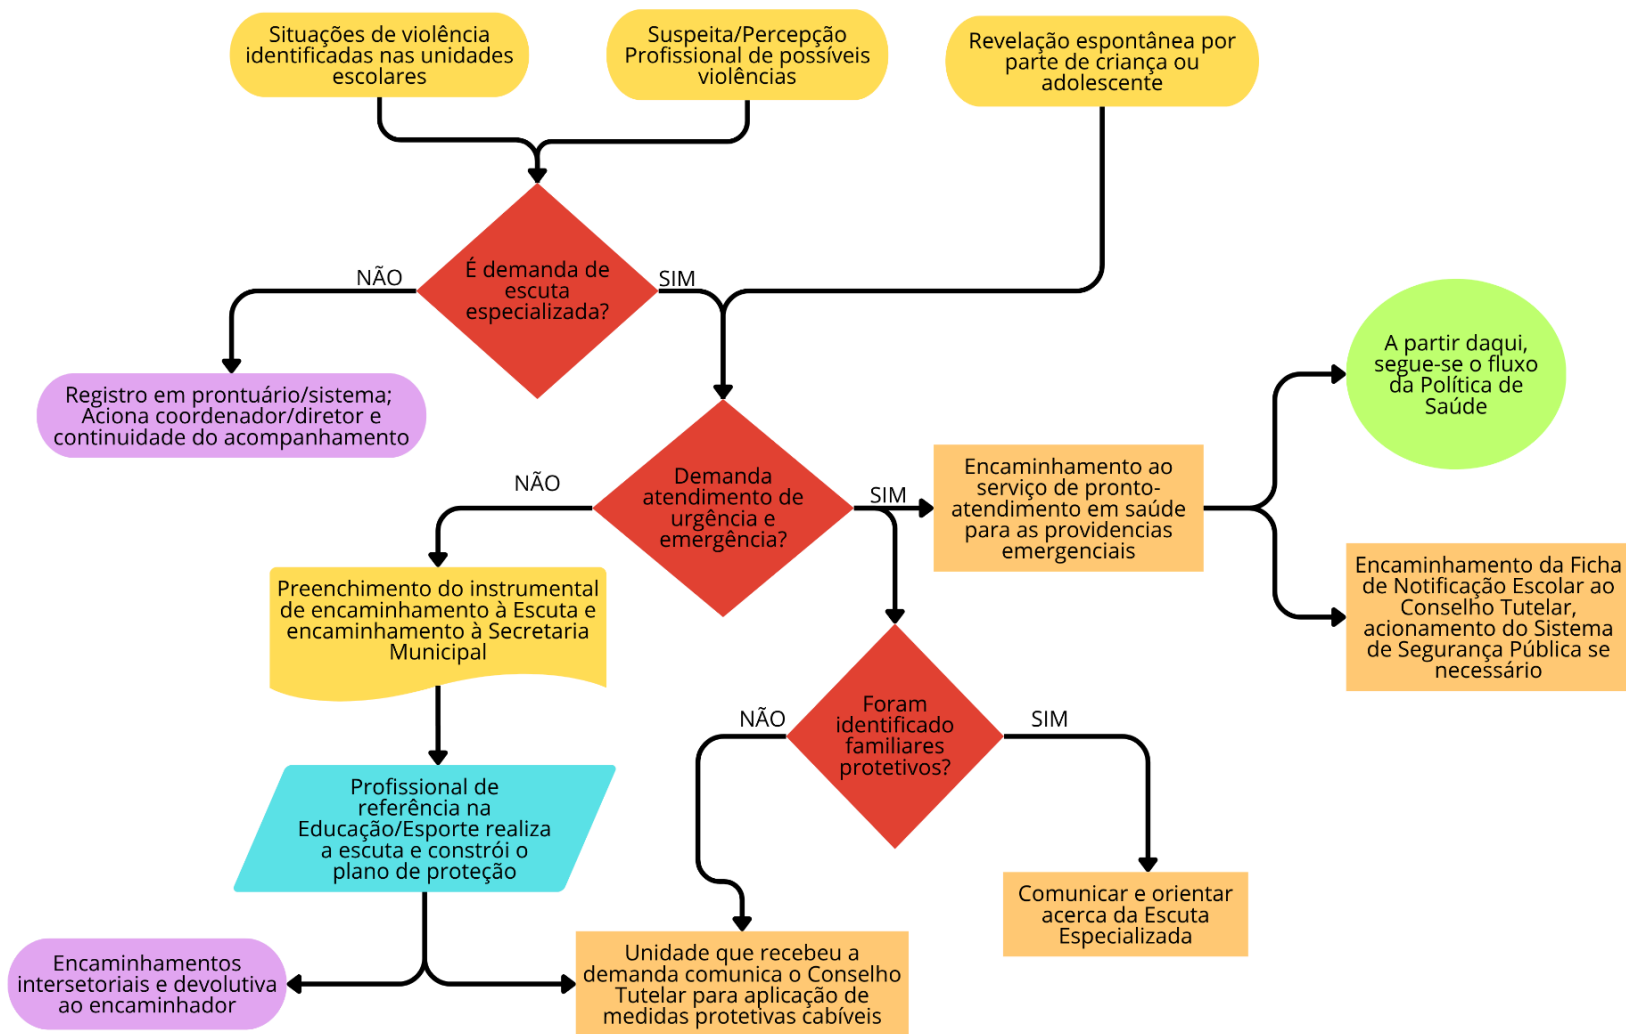 Situações de violência
identificadas nas unidades
escolares
Suspeita/Percepção
Profissional de possíveis
violências
Revelação espontânea por
parte de criança ou
adolescente
É demanda de
escuta
especializada?
NÃO
SIM
Registro em prontuário/sistema;
Aciona coordenador/diretor e
continuidade do acompanhamento
Demanda
atendimento de
urgência e
emergência?
NÃO
SIM
Encaminhamento ao
serviço de pronto-
atendimento em saúde
para as providencias
emergenciais
A partir daqui,
segue-se o fluxo
da Política de
Saúde
Encaminhamento da Ficha
de Notificação Escolar ao
Conselho Tutelar,
acionamento do Sistema
de Segurança Pública se
necessário
Preenchimento do instrumental
de encaminhamento à Escuta e
encaminhamento à Secretaria
Municipal
Foram
identificado
familiares
protetivos?
NÃO
SIM
Profissional de
referência na
Educação/Esporte realiza
a escuta e constrói o
plano de proteção
Comunicar e orientar
acerca da Escuta
Especializada
Encaminhamentos
intersetoriais e devolutiva
ao encaminhador
Unidade que recebeu a
demanda comunica o Conselho
Tutelar para aplicação de
medidas protetivas cabíveis